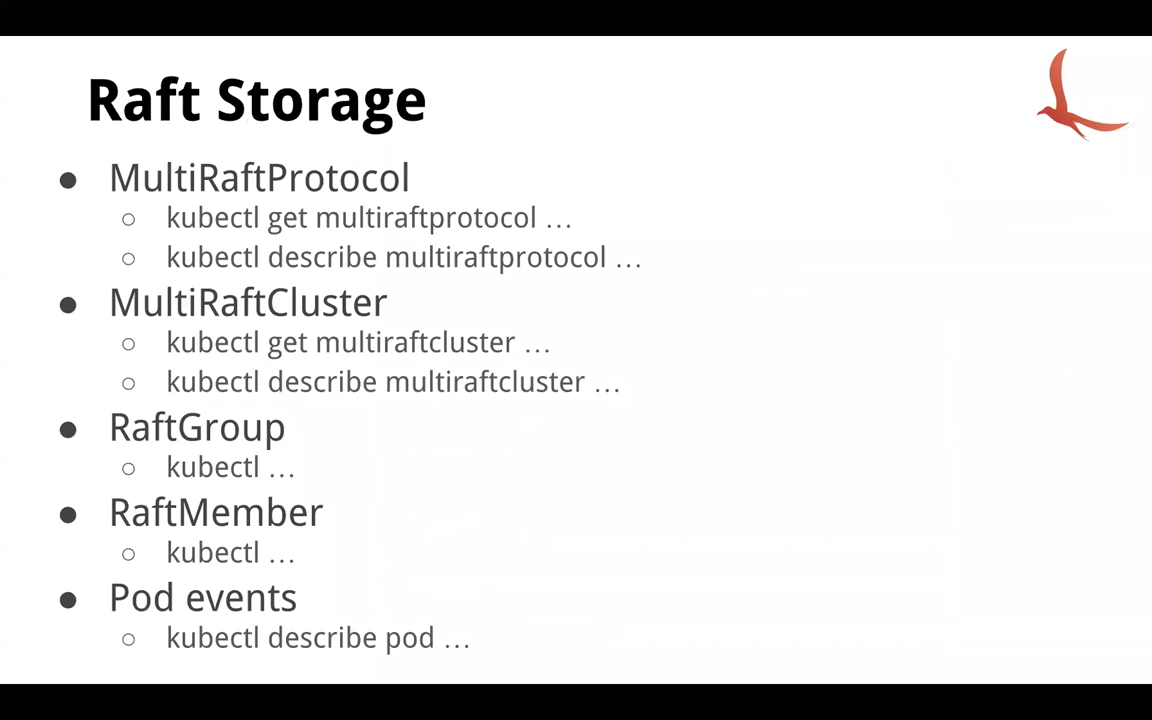 Raft Storage
● MultiRaftProtocol
○ kubectl get multiraftprotocol …
○ kubectl describe multiraftprotocol …
● MultiRaftCluster
○ kubectl get multiraftcluster …
○ kubectl describe multiraftcluster …
● RaftGroup
○ kubectl …
● RaftMember
○ kubectl …
● Pod events
○ kubectl describe pod …